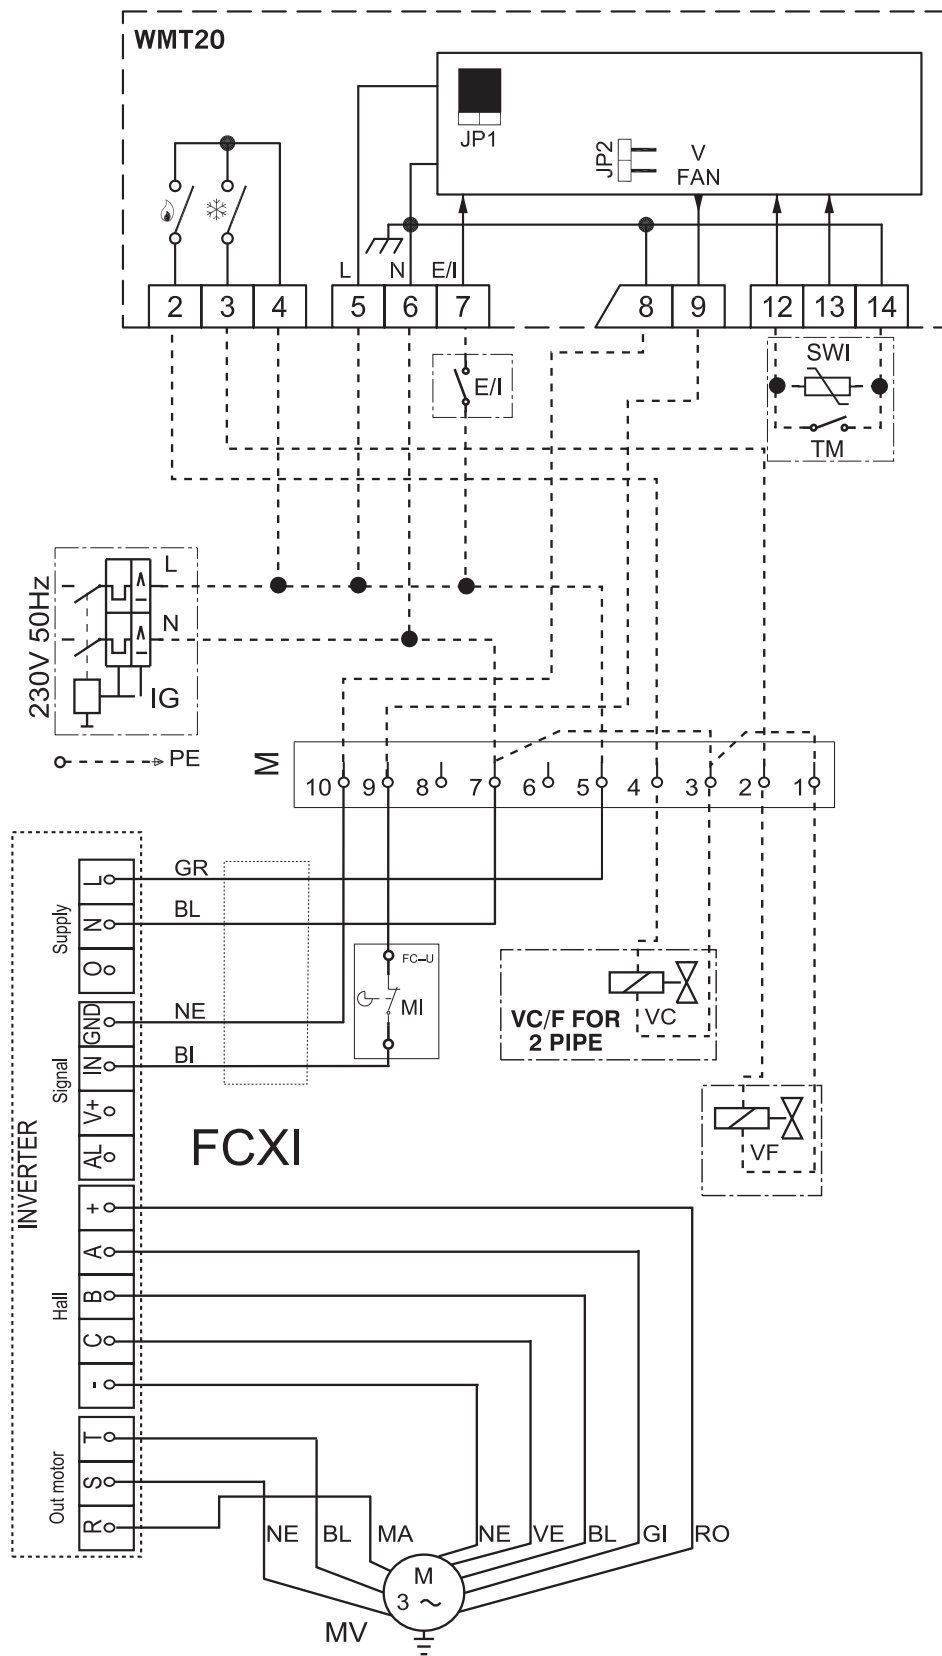 WMT20
JP1
JP2
V
FAN
L N E/I
2 3 4 5 6 7 8 9 12 13 14
E/I
SWI
TM
230V 50Hz
L
N
IG
PE
M
10 9 8 7 6 5 4 3 2 1
INVERTER
Supply
L
N
O
GR
BL
Signal
GND
IN
V+
AL
NE
BI
FC-U
MI
VC/F FOR
2 PIPE
VC
VF
FCXI
Hall
+
A
B
C
-
Out motor
T
S
R
NE BL MA NE VE BL GI RO
M
3 ~
MV